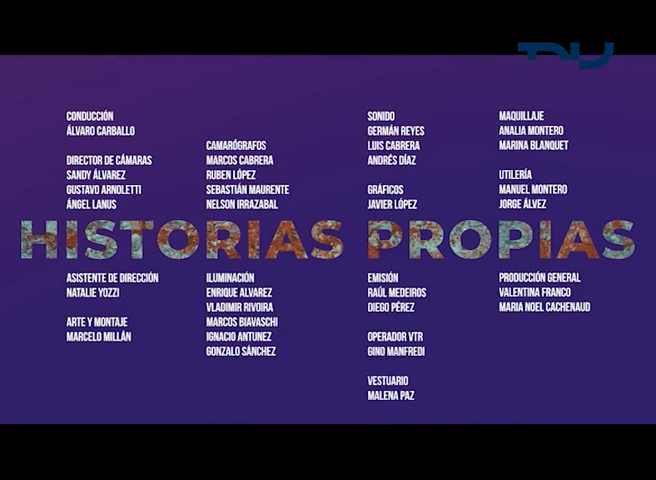 TNU
CONDUCCIÓN
ÁLVARO CARBALLO
DIRECTOR DE CÁMARAS
SANDY ÁLVAREZ
GUSTAVO ARNOLETTI
ÁNGEL LANUS
CAMARÓGRAFOS
MARCOS CABRERA
RUBEN LÓPEZ
SEBASTIÁN MAURENTE
NELSON IRRAZABAL
SONIDO
GERMÁN REYES
LUIS CABRERA
ANDRÉS DÍAZ
GRÁFICOS
JAVIER LÓPEZ
MAQUILLAJE
ANALIA MONTERO
MARINA BLANQUET
UTILERÍA
MANUEL MONTERO
JORGE ÁLVEZ
HISTORIAS PROPIAS
ASISTENTE DE DIRECCIÓN
NATALIE YOZZI
ARTE Y MONTAJE
MARCELO MILLÁN
ILUMINACIÓN
ENRIQUE ALVAREZ
VLADIMIR RIVOIRA
MARCOS BIAVASCHI
IGNACIO ANTUNEZ
GONZALO SÁNCHEZ
EMISIÓN
RAÚL MEDEIROS
DIEGO PÉREZ
OPERADOR VTR
GINO MANFREDI
VESTUARIO
MALENA PAZ
PRODUCCIÓN GENERAL
VALENTINA FRANCO
MARIA NOEL CACHENAUD